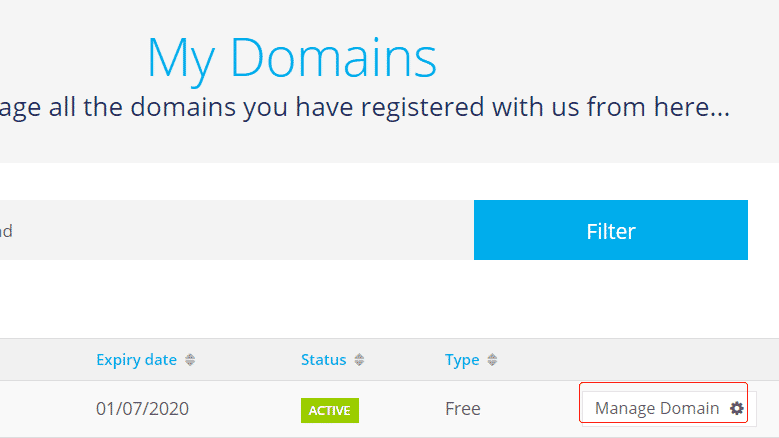 My Domains
age all the domains you have registered with us from here...
Filter
Expiry date Status Type
01/07/2020 ACTIVE Free Manage Domain